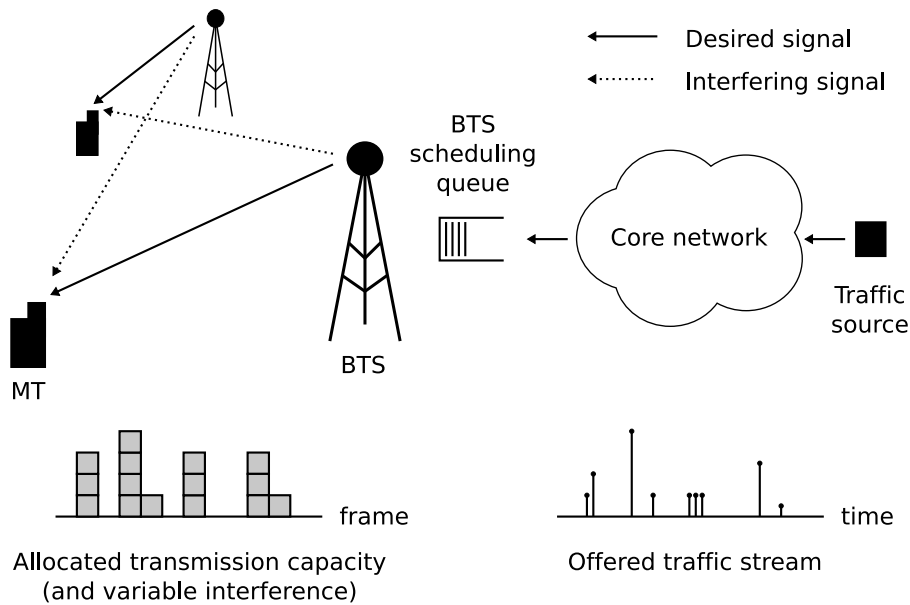 Desired signal
Interfering signal
BTS
scheduling
queue
Core network
Traffic
source
BTS
MT
frame
time
Allocated transmission capacity
(and variable interference)
Offered traffic stream